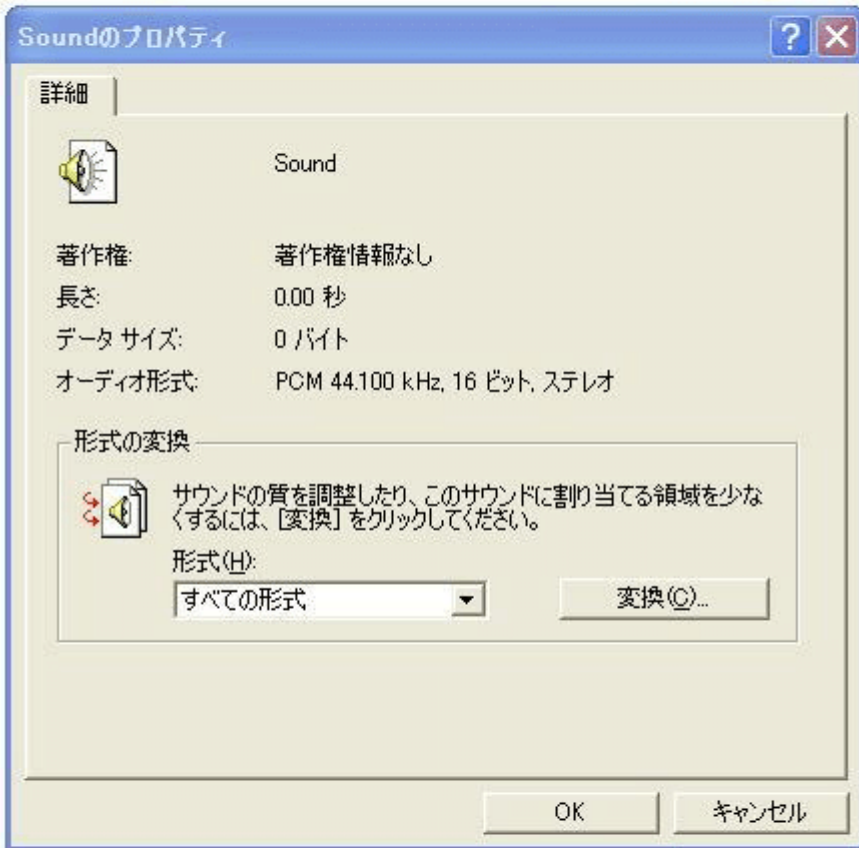 Soundのプロパティ
詳細
Sound
著作権: 著作権情報なし
長さ: 0.00 秒
データ サイズ: 0 バイト
オーディオ形式: PCM 44.100 kHz, 16 ビット, ステレオ
形式の変換
サウンドの質を調整したり、このサウンドに割り当てる領域を少な
くするには、[変換] をクリックしてください。
形式(H):
すべての形式 変換(C)...
OK キャンセル